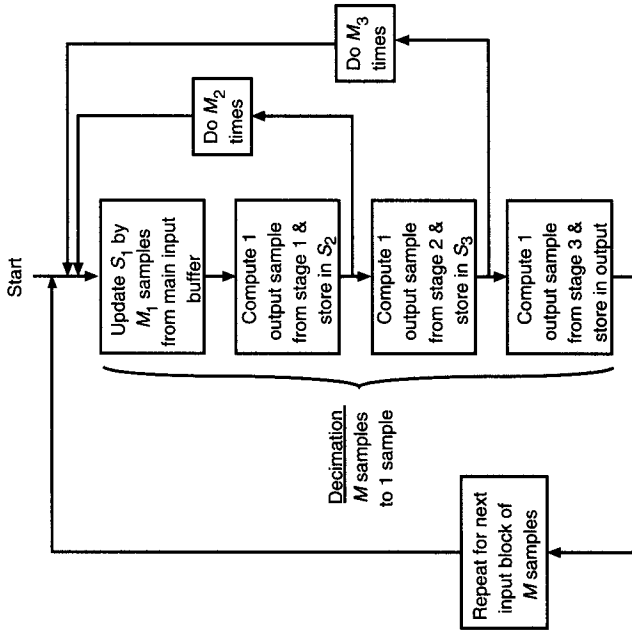 Start
Update S₁ by
M₁ samples
from main input
buffer
Compute 1
output sample
from stage 1 &
store in S₂
Compute 1
output sample
from stage 2 &
store in S₃
Compute 1
output sample
from stage 3 &
store in output
Do M₂
times
Do M₃
times
Decimation
M samples
to 1 sample
Repeat for next
input block of
M samples